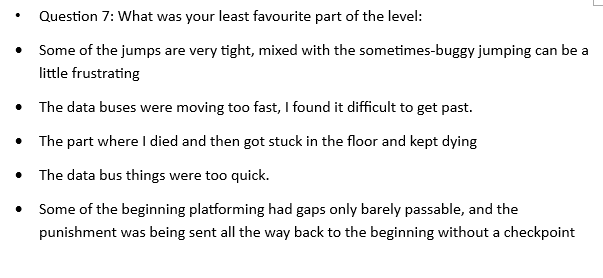 • Question 7: What was your least favourite part of the level:
• Some of the jumps are very tight, mixed with the sometimes-buggy jumping can be a
little frustrating
• The data buses were moving too fast, I found it difficult to get past.
• The part where I died and then got stuck in the floor and kept dying
• The data bus things were too quick.
• Some of the beginning platforming had gaps only barely passable, and the
punishment was being sent all the way back to the beginning without a checkpoint